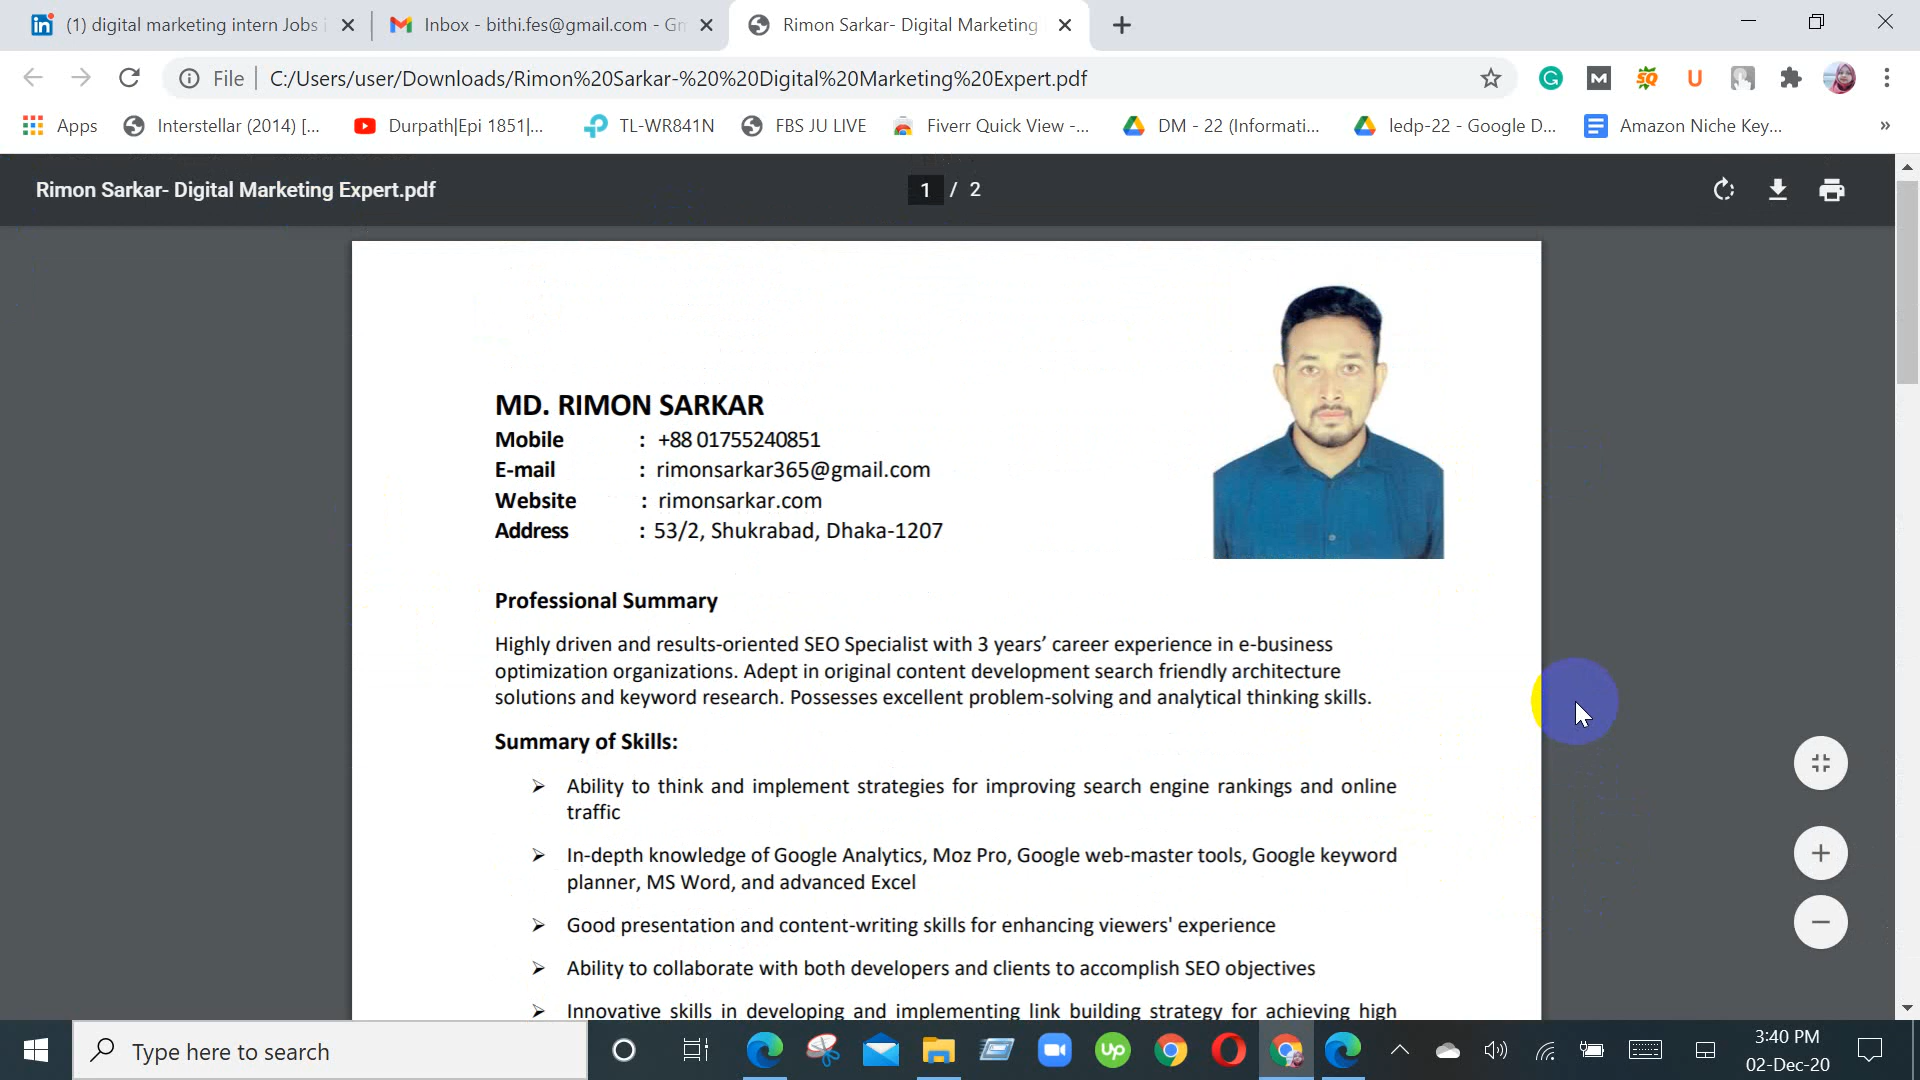 (1) digital marketing intern Jobs i
Inbox - bithi.fes@gmail.com - Gm
Rimon Sarkar- Digital Marketing
File
C:/Users/user/Downloads/Rimon%20Sarkar-%20%20Digital%20Marketing%20Expert.pdf
Apps
Interstellar (2014) [...
Durpath|Epi 1851|...
TL-WR841N
FBS JU LIVE
Fiverr Quick View -...
DM - 22 (Informati...
ledp-22 - Google D...
Amazon Niche Key...
»
Rimon Sarkar- Digital Marketing Expert.pdf
1 / 2
MD. RIMON SARKAR
Mobile : +88 01755240851
E-mail : rimonsarkar365@gmail.com
Website : rimonsarkar.com
Address : 53/2, Shukrabad, Dhaka-1207
Professional Summary
Highly driven and results-oriented SEO Specialist with 3 years’ career experience in e-business
optimization organizations. Adept in original content development search friendly architecture
solutions and keyword research. Possesses excellent problem-solving and analytical thinking skills.
Summary of Skills:
Ability to think and implement strategies for improving search engine rankings and online
traffic
In-depth knowledge of Google Analytics, Moz Pro, Google web-master tools, Google keyword
planner, MS Word, and advanced Excel
Good presentation and content-writing skills for enhancing viewers' experience
Ability to collaborate with both developers and clients to accomplish SEO objectives
Innovative skills in developing and implementing link building strategy for achieving high
Type here to search
3:40 PM
02-Dec-20